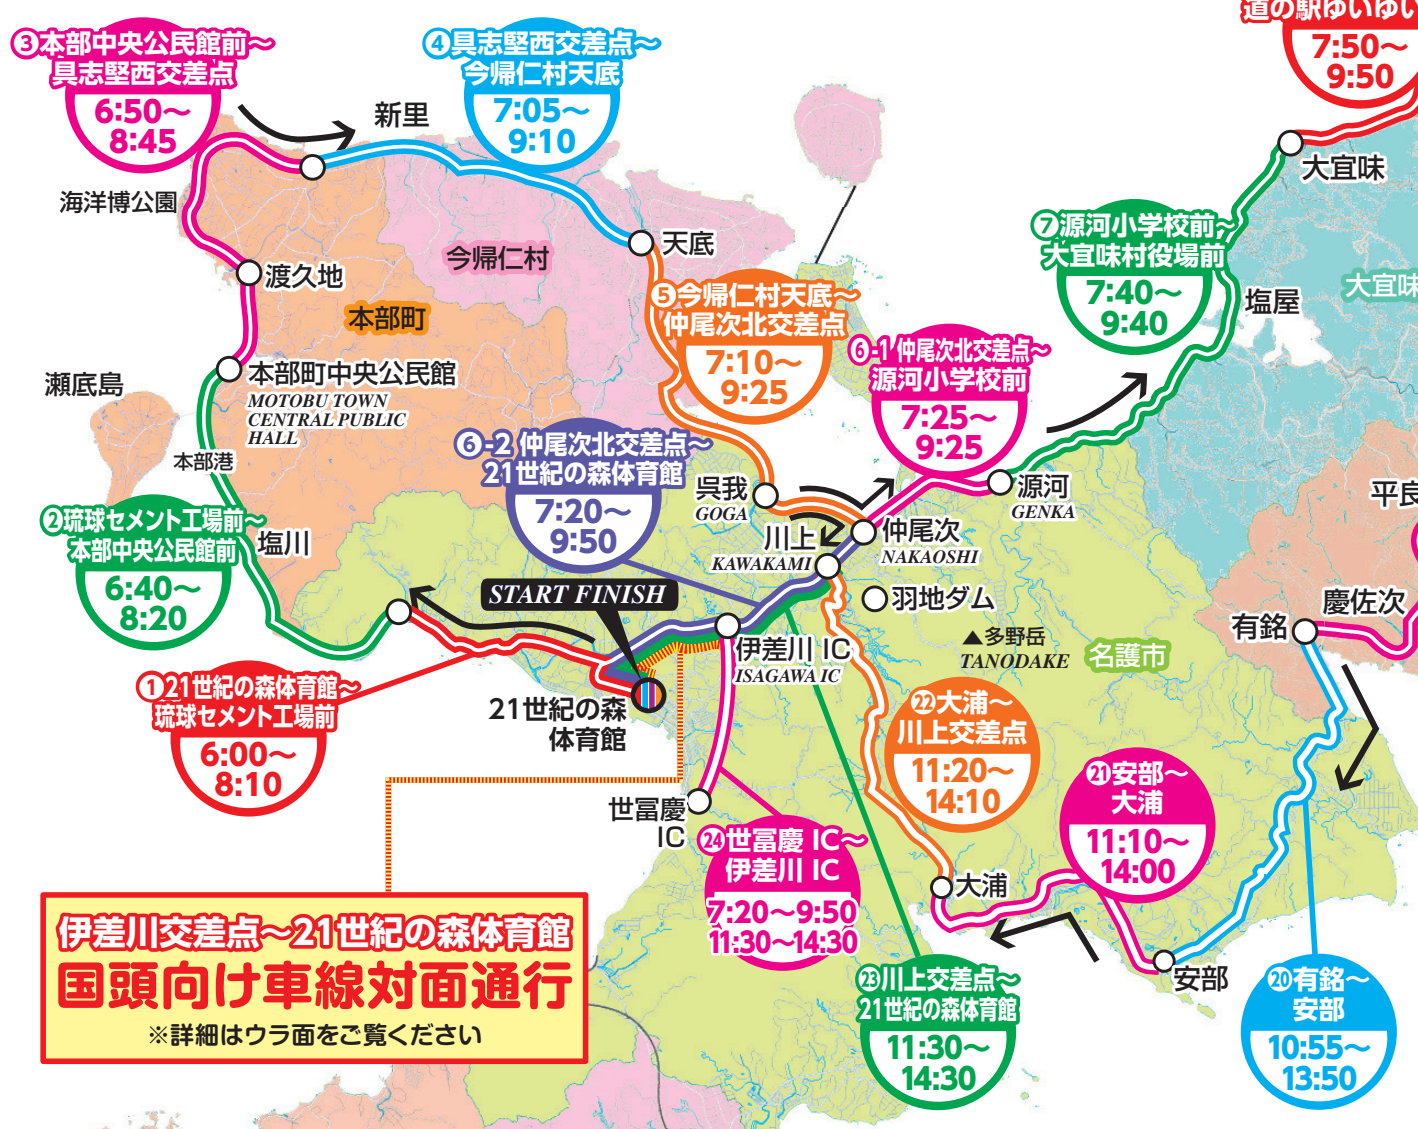 道の駅ゆいゆい
7:50〜
9:50
③本部中央公民館前〜
具志堅西交差点
6:50〜
8:45
④具志堅西交差点〜
今帰仁村天底
7:05〜
9:10
新里
大宜味
海洋博公園
⑦源河小学校前〜
大宜味村役場前
7:40〜
9:40
天底
今帰仁村
渡久地
⑤今帰仁村天底〜
仲尾次北交差点
7:10〜
9:25
大宜味
塩屋
本部町
⑥-1 仲尾次北交差点〜
源河小学校前
7:25〜
9:25
瀬底島
本部町中央公民館
MOTOBU TOWN
CENTRAL PUBLIC
HALL
本部港
⑥-2 仲尾次北交差点〜
21世紀の森体育館
7:20〜
9:50
呉我
GOGA
源河
GENKA
平良
②琉球セメント工場前〜
本部中央公民館前
6:40〜
8:20
塩川
川上
KAWAKAMI
仲尾次
NAKAOSHI
START FINISH
羽地ダム
慶佐次
有銘
▲多野岳
TANODAKE
名護市
伊差川 IC
ISAGAWA IC
①21世紀の森体育館〜
琉球セメント工場前
6:00〜
8:10
21世紀の森
体育館
㉒大浦〜
川上交差点
11:20〜
14:10
㉑安部〜
大浦
11:10〜
14:00
世冨慶
IC
㉔世冨慶 IC〜
伊差川 IC
7:20〜9:50
11:30〜14:30
大浦
伊差川交差点〜21世紀の森体育館
国頭向け車線対面通行
※詳細はウラ面をご覧ください
㉓川上交差点〜
21世紀の森体育館
11:30〜
14:30
安部
⑳有銘〜
安部
10:55〜
13:50